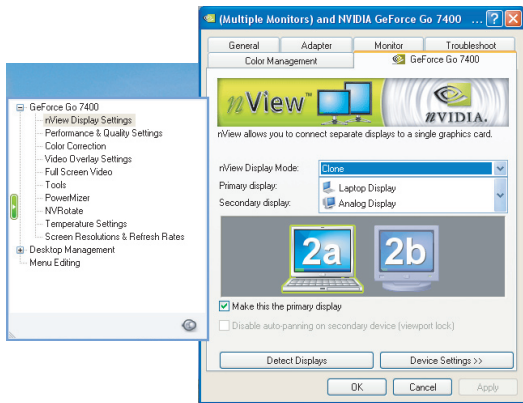 (Multiple Monitors) and NVIDIA GeForce Go 7400 ...
General Adapter Monitor Troubleshoot
Color Management GeForce Go 7400
nView™ nVIDIA.
nView allows you to connect separate displays to a single graphics card.
nView Display Mode: Clone
Primary display: Laptop Display
Secondary display: Analog Display
2a 2b
Make this the primary display
Disable auto-panning on secondary device (viewport lock)
Detect Displays Device Settings >>
OK Cancel Apply
GeForce Go 7400
nView Display Settings
Performance & Quality Settings
Color Correction
Video Overlay Settings
Full Screen Video
Tools
PowerMizer
NVRotate
Temperature Settings
Screen Resolutions & Refresh Rates
Desktop Management
Menu Editing